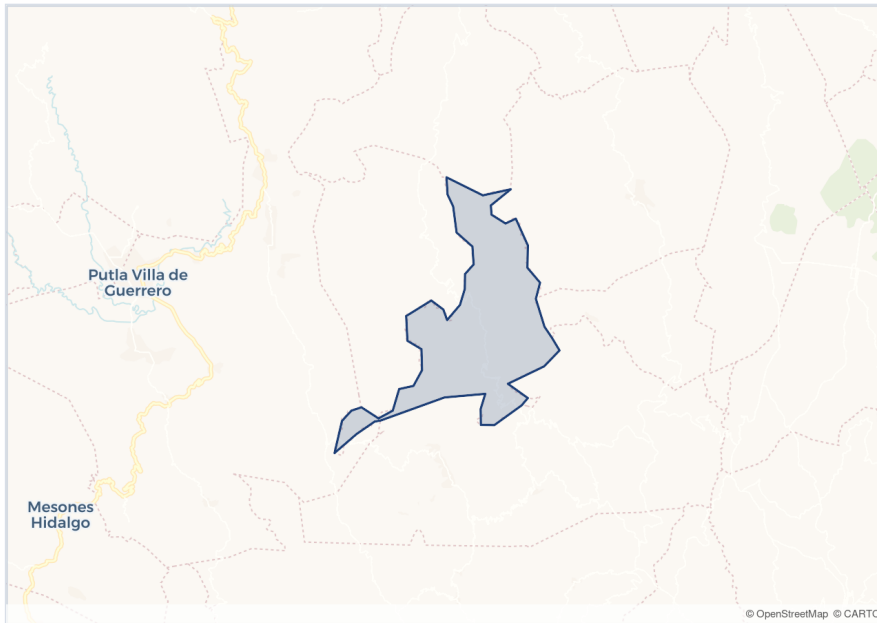 Putla Villa de
Guerrero
Mesones
Hidalgo
© OpenStreetMap © CARTO